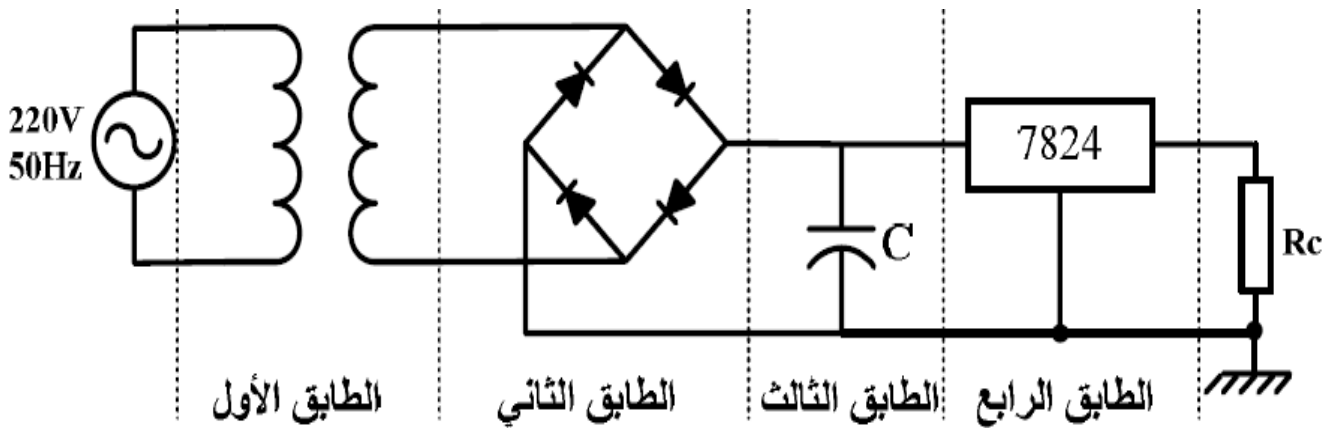 220V
50Hz
7824
C
Rc
الطابق الأول
الطابق الثاني
الطابق الثالث
الطابق الرابع